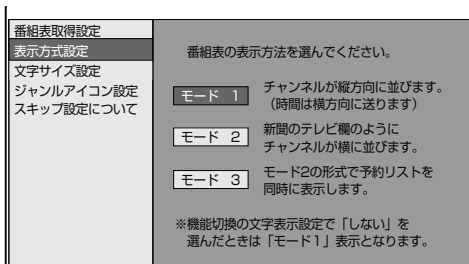 番組表取得設定
表示方式設定
文字サイズ設定
ジャンルアイコン設定
スキップ設定について
番組表の表示方法を選んでください。
モード 1
チャンネルが縦方向に並びます。
（時間は横方向に送ります）
モード 2
新聞のテレビ欄のように
チャンネルが横に並びます。
モード 3
モード2の形式で予約リストを
同時に表示します。
※機能切換の文字表示設定で「しない」を
選んだときは「モード１」表示となります。